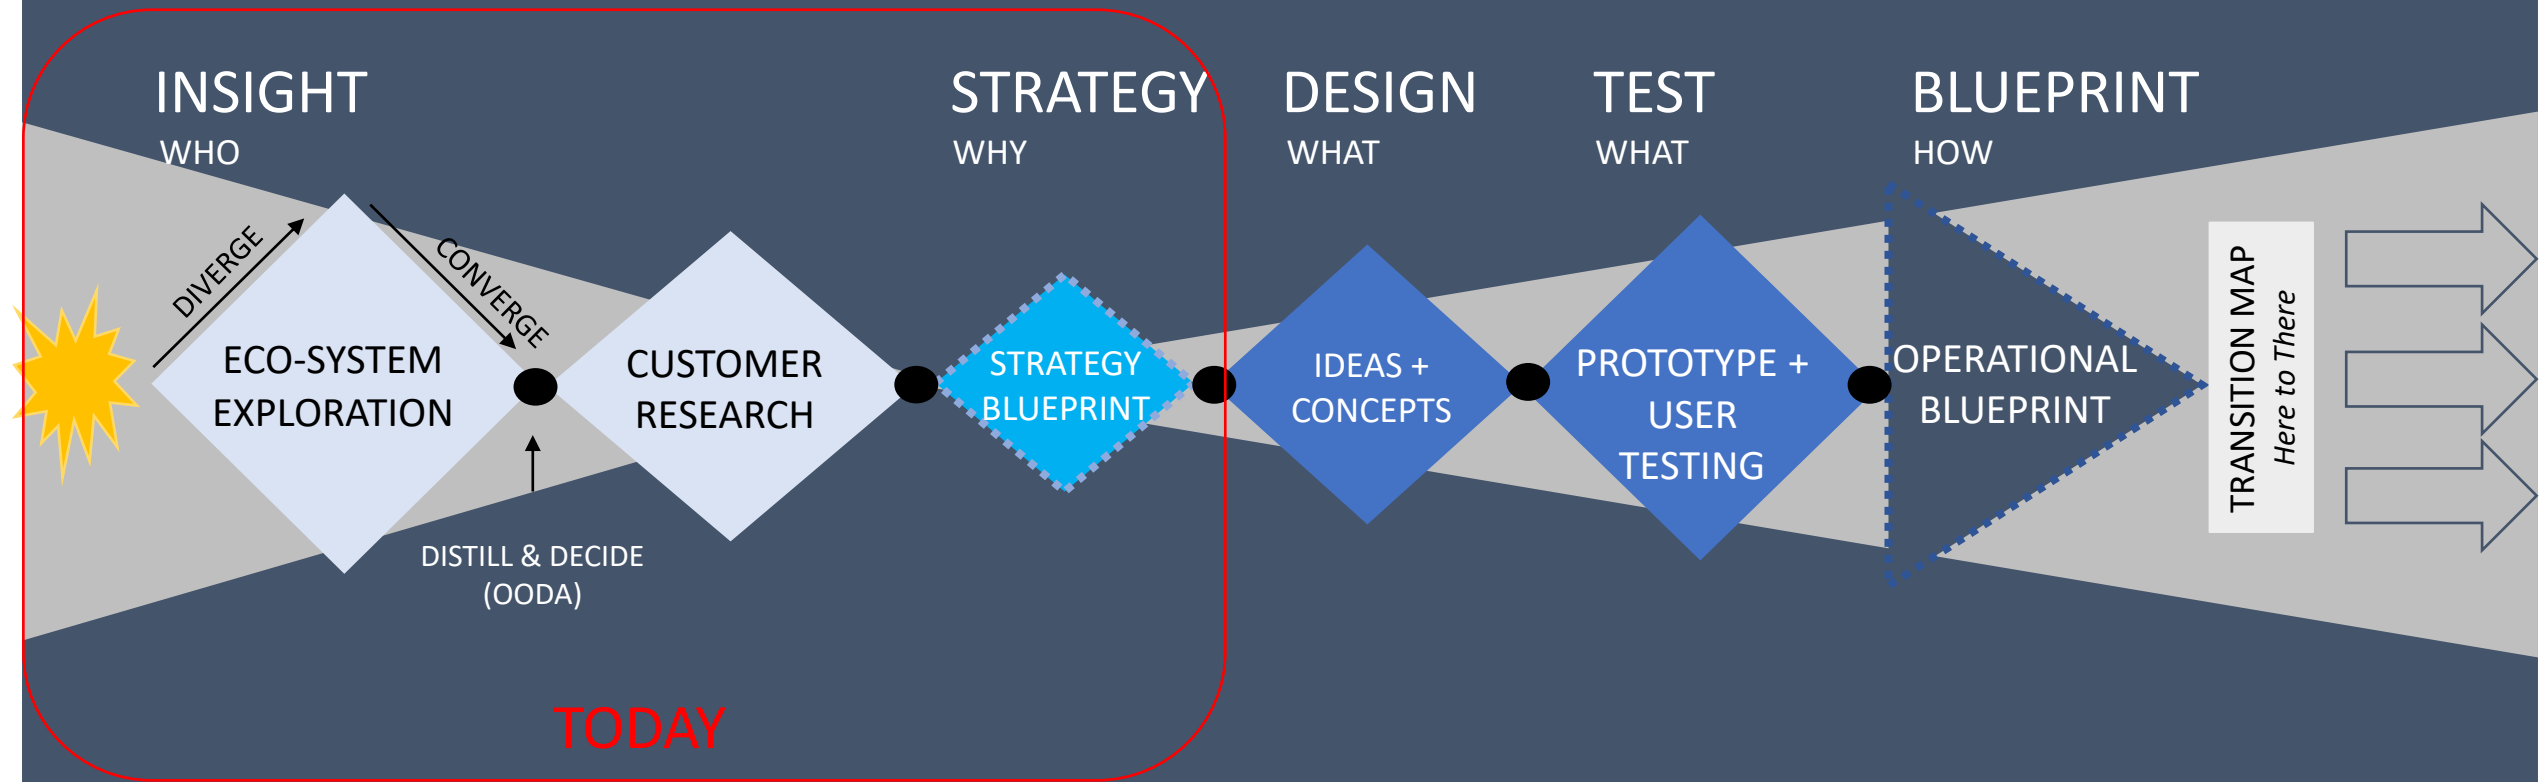 INSIGHT
WHO
STRATEGY
WHY
DESIGN
WHAT
TEST
WHAT
BLUEPRINT
HOW
DIVERGE
CONVERGE
ECO-SYSTEM
EXPLORATION
CUSTOMER
RESEARCH
STRATEGY
BLUEPRINT
IDEAS +
CONCEPTS
PROTOTYPE +
USER
TESTING
OPERATIONAL
BLUEPRINT
TRANSITION MAP
Here to There
DISTILL & DECIDE
(OODA)
TODAY